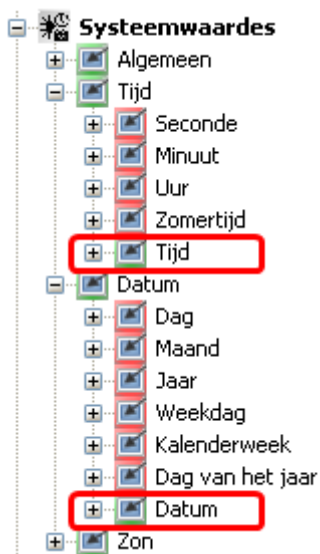 Systeemwaardes
Algemeen
Tijd
Seconde
Minuut
Uur
Zomertijd
Tijd
Datum
Dag
Maand
Jaar
Weekdag
Kalenderweek
Dag van het jaar
Datum
Zon